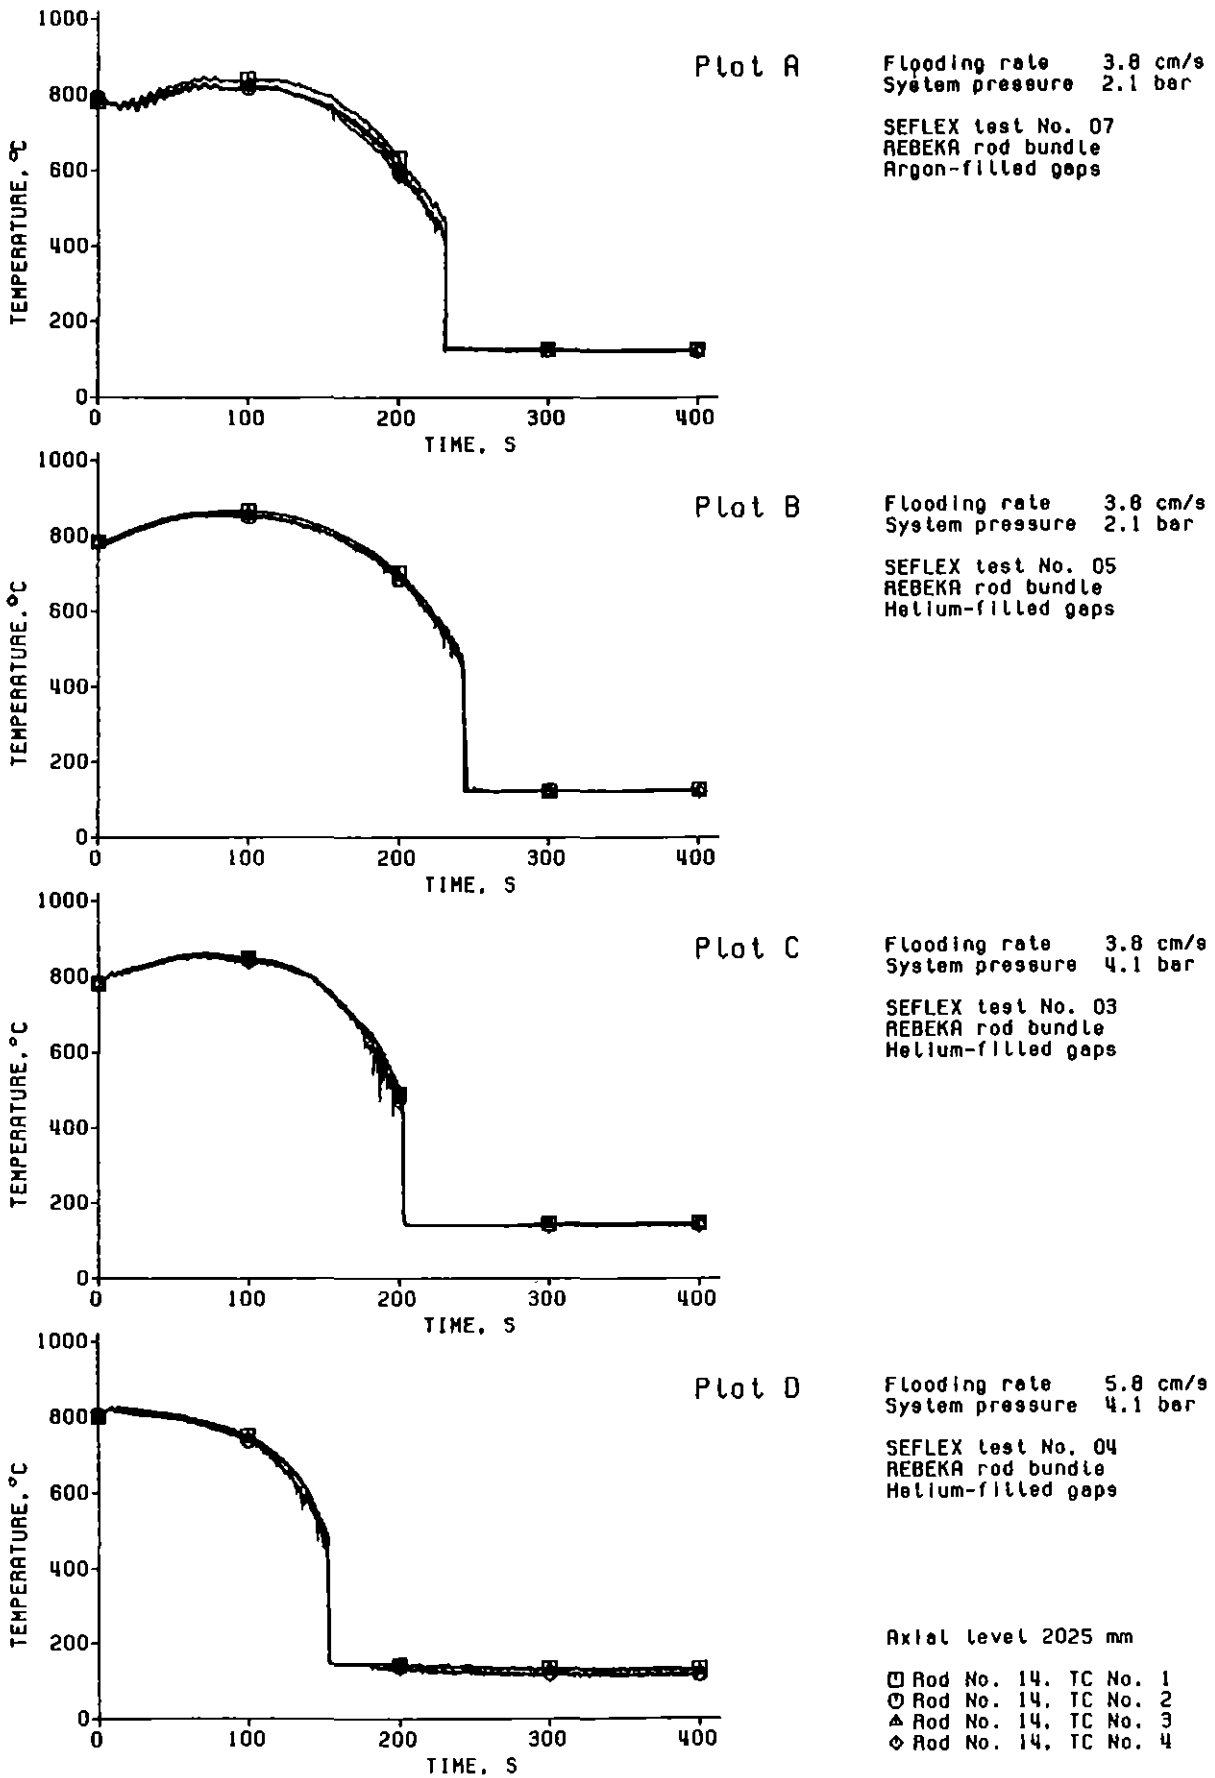 Plot A
Flooding rate 3.8 cm/s
System pressure 2.1 bar
SEFLEX test No. 07
REBEKA rod bundle
Argon-filled gaps
1000
800
600
400
200
0
TEMPERATURE, °C
0 100 200 300 400
TIME, S
Plot B
Flooding rate 3.8 cm/s
System pressure 2.1 bar
SEFLEX test No. 05
REBEKA rod bundle
Helium-filled gaps
1000
800
600
400
200
0
TEMPERATURE, °C
0 100 200 300 400
TIME, S
Plot C
Flooding rate 3.8 cm/s
System pressure 4.1 bar
SEFLEX test No. 03
REBEKA rod bundle
Helium-filled gaps
1000
800
600
400
200
0
TEMPERATURE, °C
0 100 200 300 400
TIME, S
Plot D
Flooding rate 5.8 cm/s
System pressure 4.1 bar
SEFLEX test No. 04
REBEKA rod bundle
Helium-filled gaps
1000
800
600
400
200
0
TEMPERATURE, °C
0 100 200 300 400
TIME, S
Axial level 2025 mm
Rod No. 14, TC No. 1
Rod No. 14, TC No. 2
Rod No. 14, TC No. 3
Rod No. 14, TC No. 4